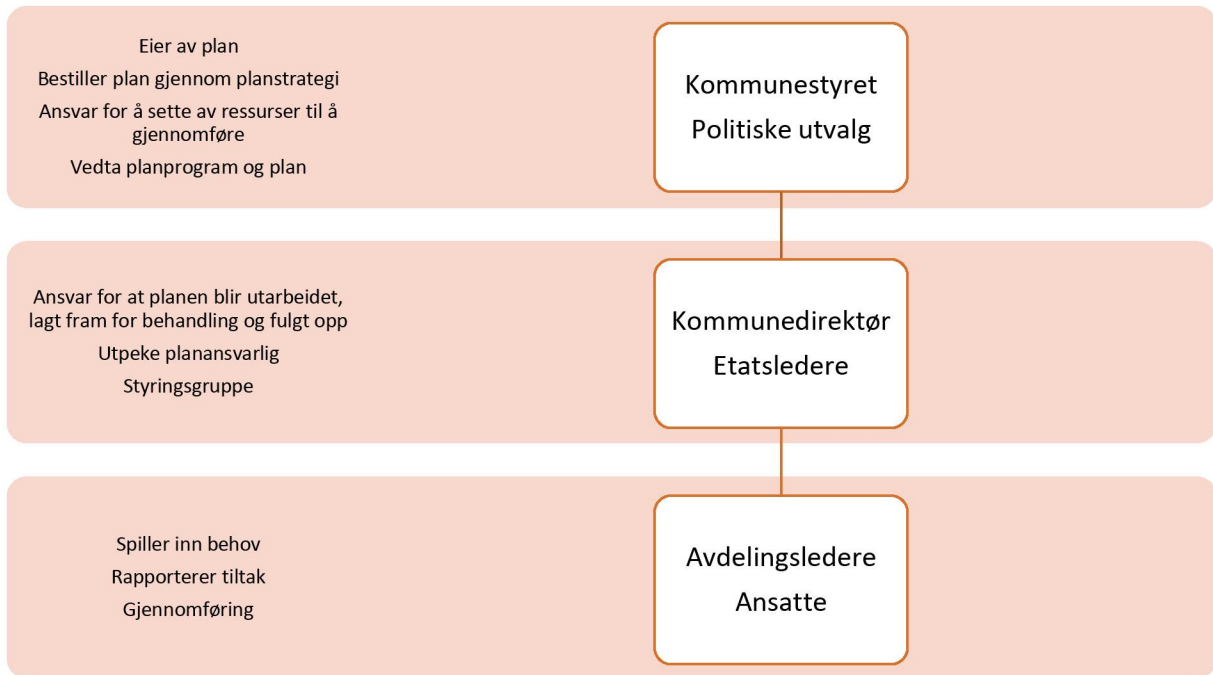 Eier av plan
Bestiller plan gjennom planstrategi
Ansvar for å sette av ressurser til å
gjennomføre
Vedta planprogram og plan
Kommunestyret
Politiske utvalg
Ansvar for at planen blir utarbeidet,
lagt fram for behandling og fulgt opp
Utpeke planansvarlig
Styringsgruppe
Kommunedirektør
Etatsledere
Spiller inn behov
Rapporterer tiltak
Gjennomføring
Avdelingsledere
Ansatte